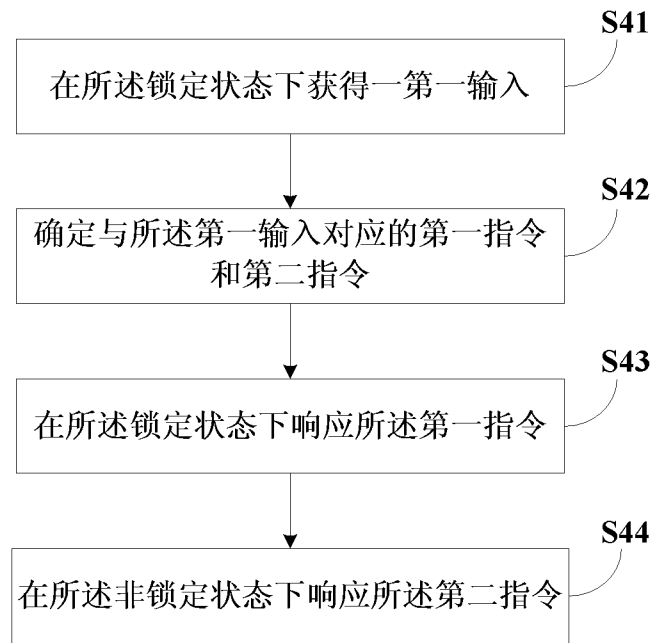 S41
在所述锁定状态下获得一第一输入
S42
确定与所述第一输入对应的第一指令
和第二指令
S43
在所述锁定状态下响应所述第一指令
S44
在所述非锁定状态下响应所述第二指令